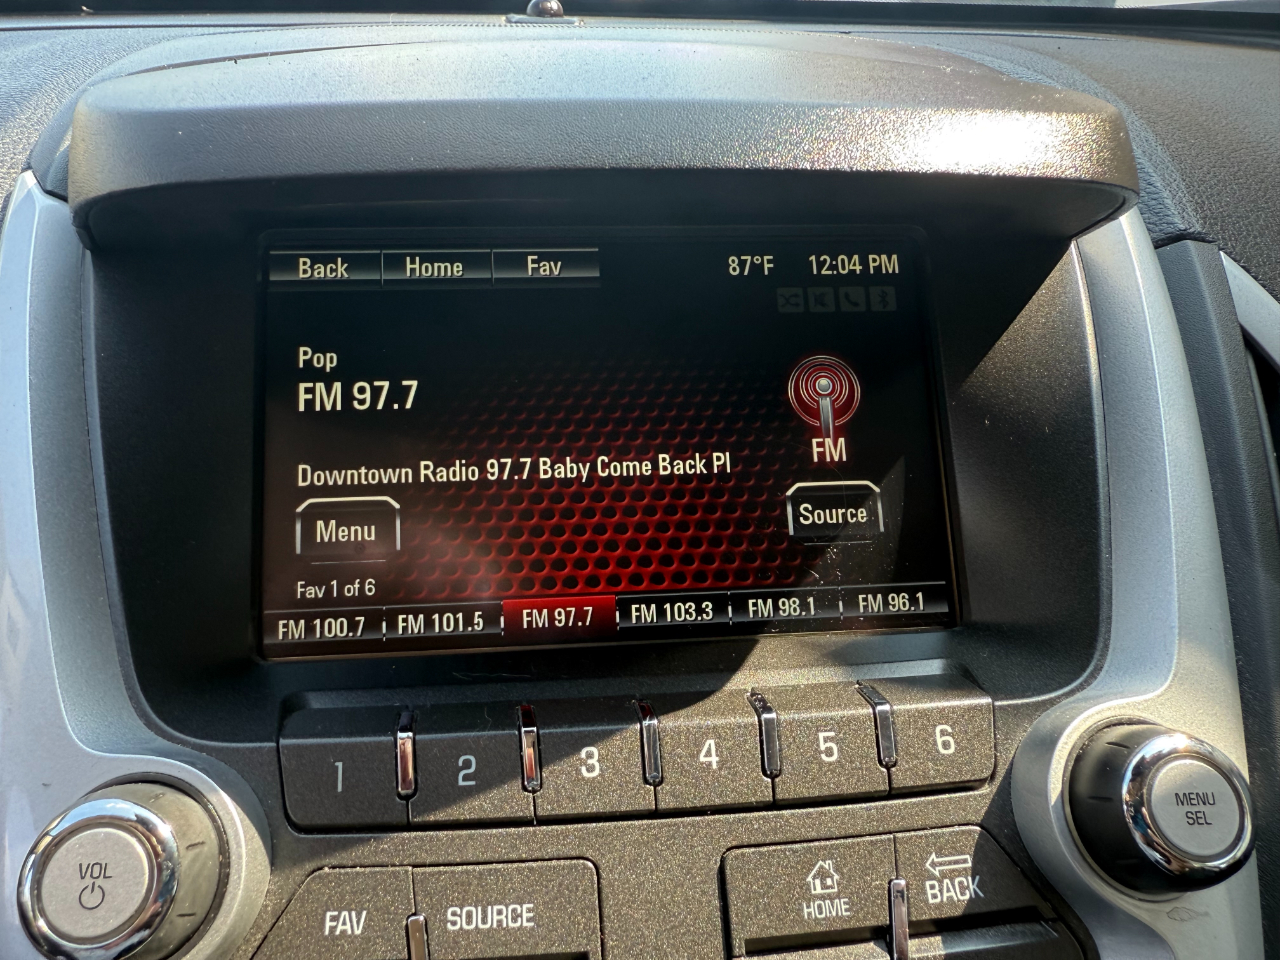 Back Home Fav 87°F 12:04 PM
Pop
FM 97.7
FM
Downtown Radio 97.7 Baby Come Back Pl
Menu Source
Fav 1 of 6
FM 100.7 FM 101.5 FM 97.7 FM 103.3 FM 98.1 FM 96.1
1 2 3 4 5 6
VOL
MENU
SEL
FAV SOURCE HOME BACK